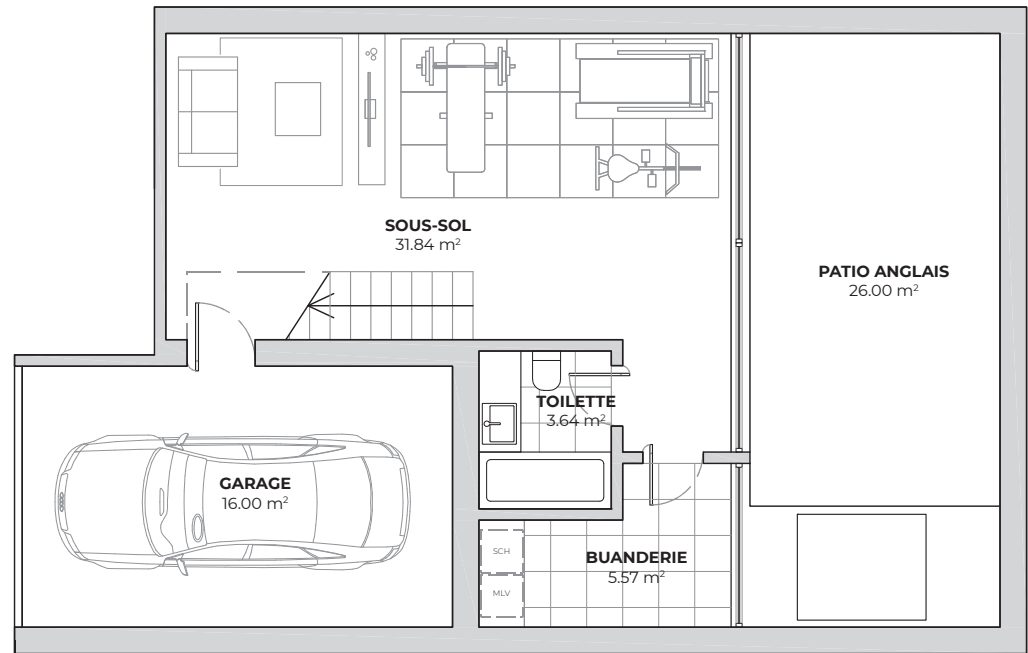 SOUS-SOL
31.84 m²
PATIO ANGLAIS
26.00 m²
TOILETTE
3.64 m²
GARAGE
16.00 m²
BUANDERIE
5.57 m²
SCH
MLV